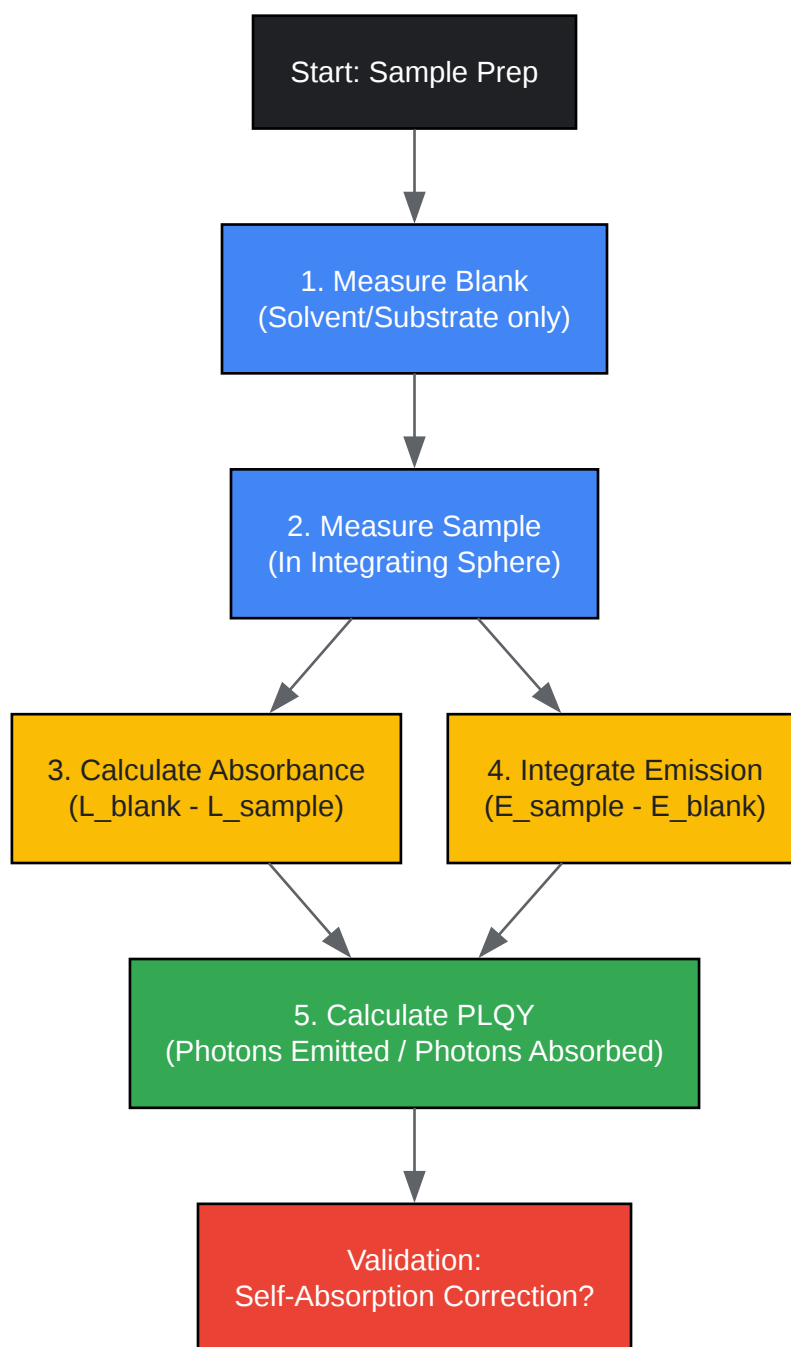 Start: Sample Prep
1. Measure Blank
(Solvent/Substrate only)
2. Measure Sample
(In Integrating Sphere)
3. Calculate Absorbance
(L_blank - L_sample)
4. Integrate Emission
(E_sample - E_blank)
5. Calculate PLQY
(Photons Emitted / Photons Absorbed)
Validation:
Self-Absorption Correction?